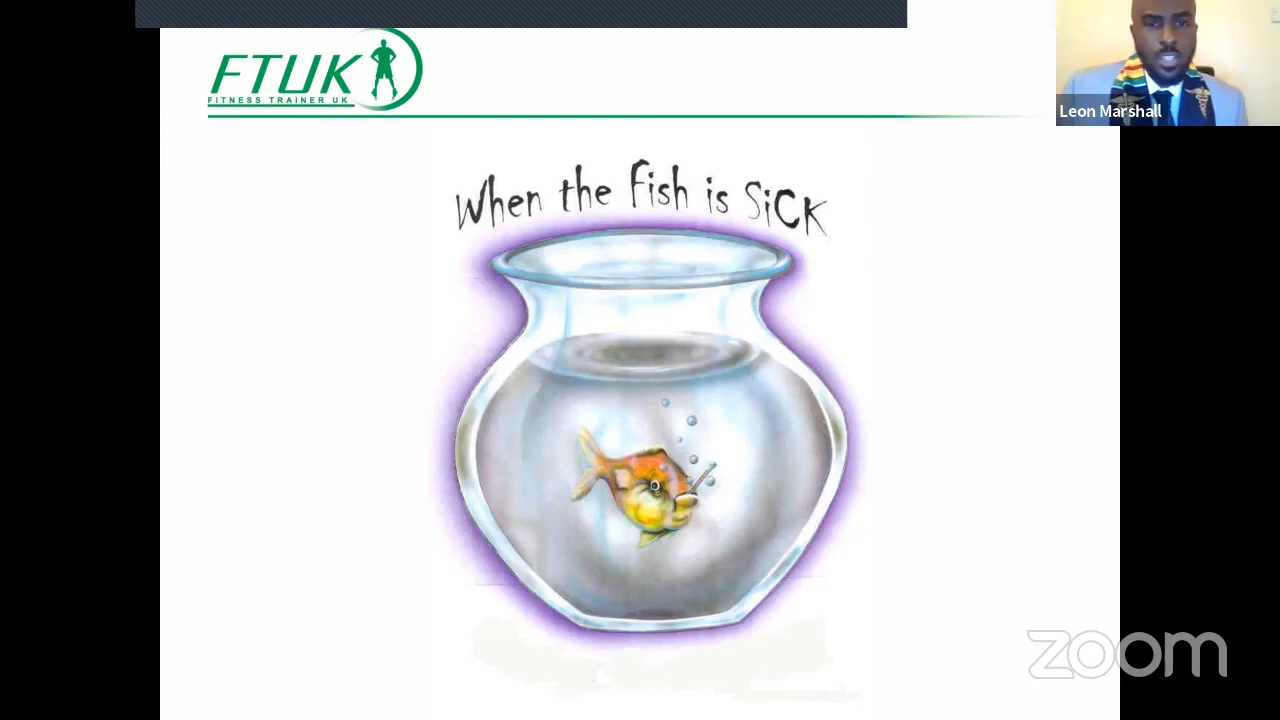 FTUK
FITNESS TRAINER UK
Leon Marshall
When the Fish is SiCK
zoom